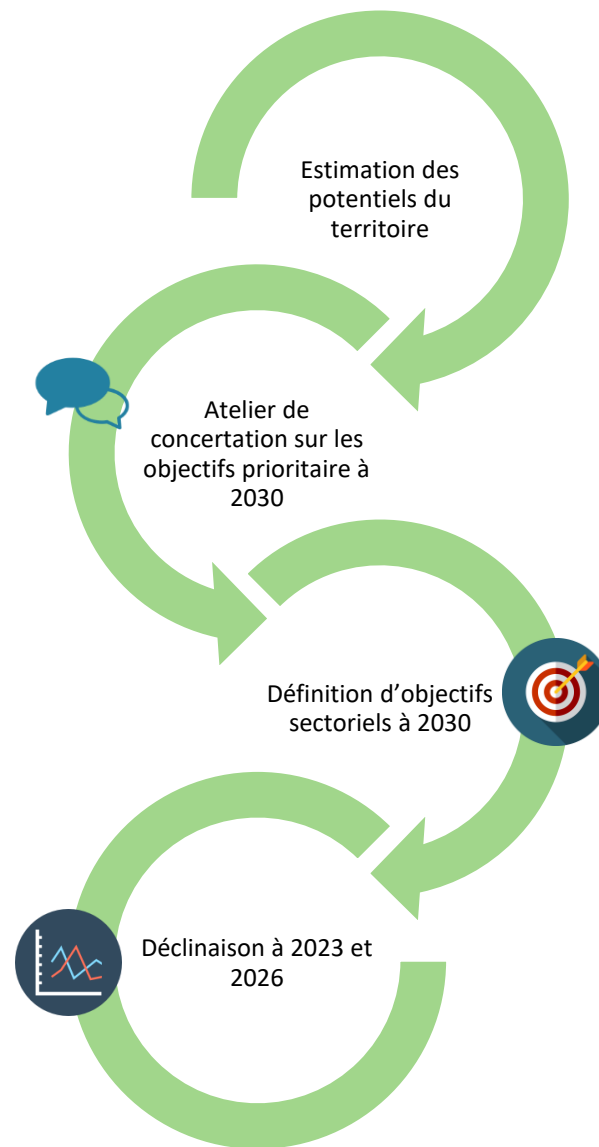 Estimation des
potentiels du
territoire
Atelier de
concertation sur les
objectifs prioritaire à
2030
Définition d’objectifs
sectoriels à 2030
Déclinaison à 2023 et
2026